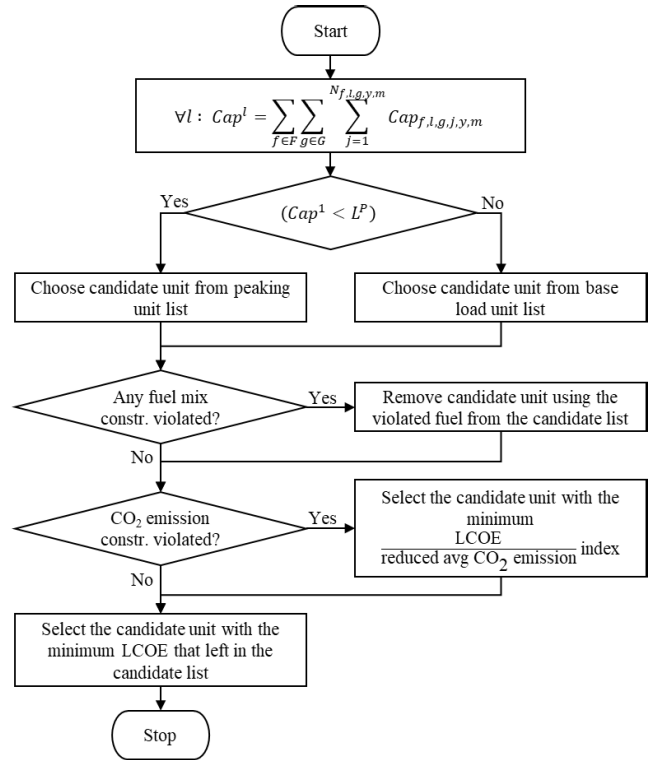 Start
∀l : Cap^l = ∑_{f∈F} ∑_{g∈G} ∑_{j=1}^{N_{f,l,g,y,m}} Cap_{f,l,g,j,y,m}
Yes
(Cap^1 < L^P)
No
Choose candidate unit from peaking
unit list
Choose candidate unit from base
load unit list
Any fuel mix
constr. violated?
Yes
Remove candidate unit using the
violated fuel from the candidate list
No
CO₂ emission
constr. violated?
Yes
Select the candidate unit with the
minimum
LCOE
reduced avg CO₂ emission index
No
Select the candidate unit with the
minimum LCOE that left in the
candidate list
Stop